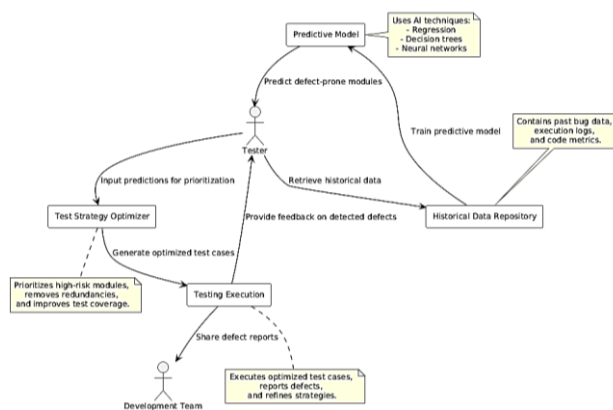 Predictive Model
Uses AI techniques:
- Regression
- Decision trees
- Neural networks
Predict defect-prone modules
Tester
Train predictive model
Contains past bug data,
execution logs,
and code metrics.
Input predictions for prioritization
Retrieve historical data
Test Strategy Optimizer
Provide feedback on detected defects
Historical Data Repository
Generate optimized test cases
Prioritizes high-risk modules,
removes redundancies,
and improves test coverage.
Testing Execution
Share defect reports
Executes optimized test cases,
reports defects,
and refines strategies.
Development Team